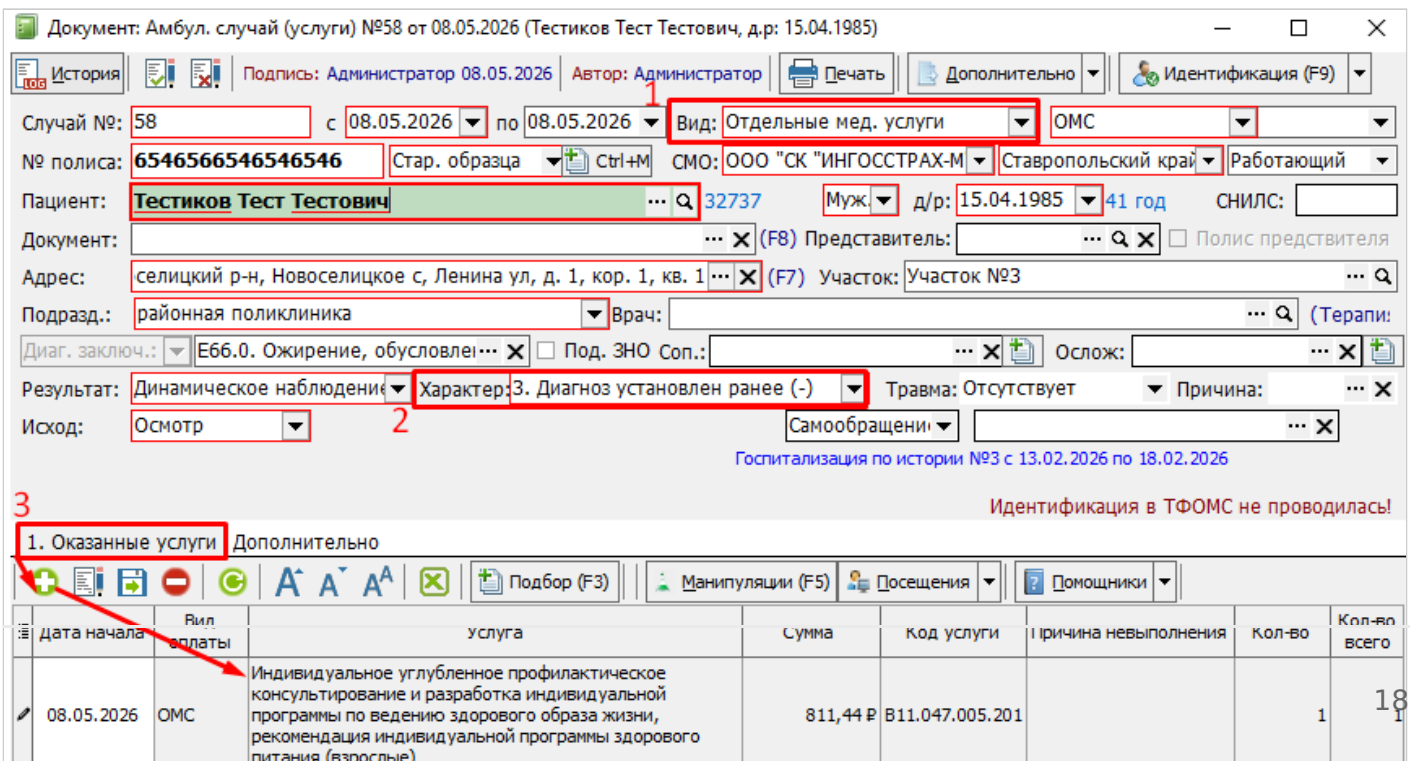 Документ: Амбул. случай (услуги) №58 от 08.05.2026 (Тестиков Тест Тестович, д.р: 15.04.1985)
LOG История Подпись: Администратор 08.05.2026 Автор: Администратор Печать Дополнительно Идентификация (F9)
1
Случай №: 58 с 08.05.2026 по 08.05.2026 Вид: Отдельные мед. услуги ОМС
№ полиса: 6546566546546546 Стар. образца Ctrl+M СМО: ООО "СК "ИНГОССТРАХ-М Ставропольский край Работающий
Пациент: Тестиков Тест Тестович ... 32737 Муж. д/р: 15.04.1985 41 год СНИЛС:
Документ: ... X (F8) Представитель: ... X Полис предствителя
Адрес: селицкий р-н, Новоселицкое с, Ленина ул, д. 1, кор. 1, кв. 1 ... X (F7) Участок: Участок №3 ...
Подразд.: районная поликлиника Врач: ... (Терапи
Диаг. заключ.: E66.0. Ожирение, обусловле ... X Под. ЗНО Соп.: ... X Ослож: ... X
Результат: Динамическое наблюдение Характер: 3. Диагноз установлен ранее (-) Травма: Отсутствует Причина: ... X
2
Исход: Осмотр Самообращени ... X
Госпитализация по истории №3 с 13.02.2026 по 18.02.2026
3
Идентификация в ТФОМС не проводилась!
1. Оказанные услуги Дополнительно
A A AA X Подбор (F3) Манипуляции (F5) Посещения ? Помощники
Дата начала Вид оплаты Услуга Сумма Код услуги Причина невыполнения Кол-во Кол-во всего
08.05.2026 ОМС Индивидуальное углубленное профилактическое
консультирование и разработка индивидуальной
программы по ведению здорового образа жизни,
рекомендация индивидуальной программы здорового
питания (взрослые)
811,44 ₽ B11.047.005.201 1 1
18